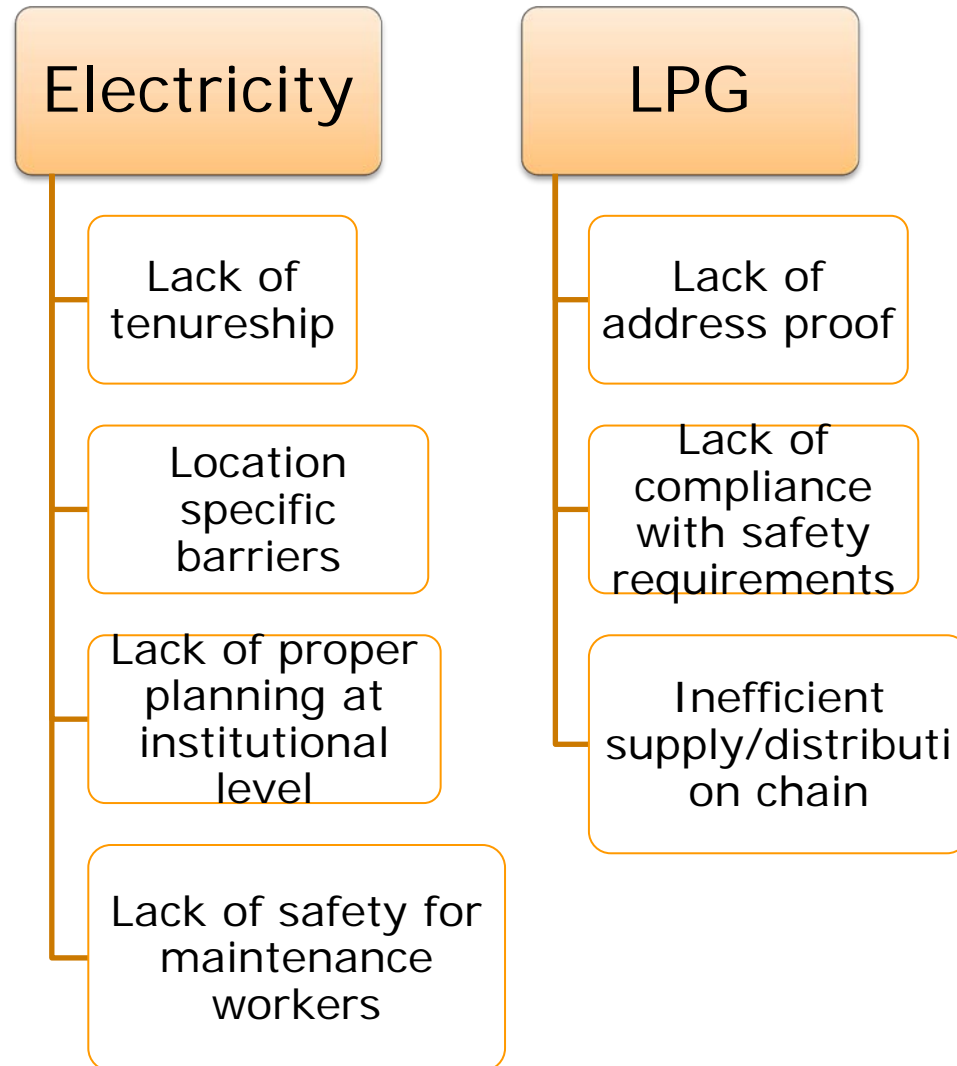 Electricity
Lack of
tenureship
Location
specific
barriers
Lack of proper
planning at
institutional
level
Lack of safety for
maintenance
workers
LPG
Lack of
address proof
Lack of
compliance
with safety
requirements
Inefficient
supply/distributi
on chain